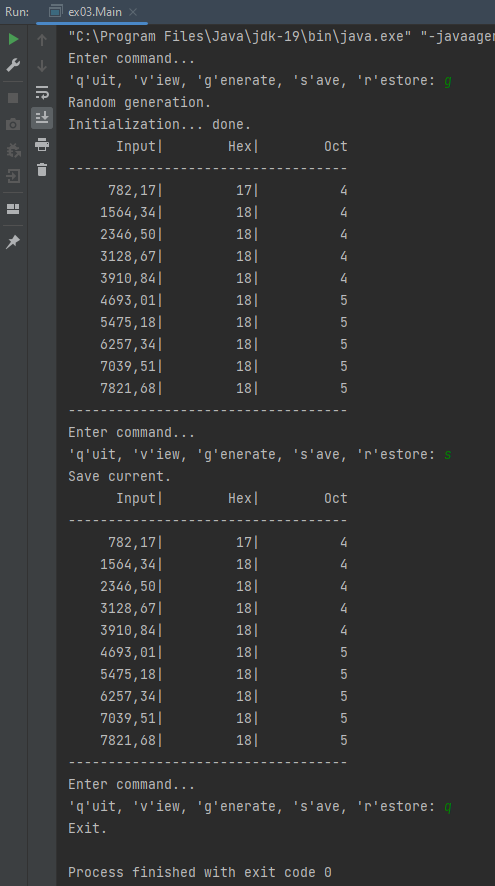 Run: ex03.Main
"C:\Program Files\Java\jdk-19\bin\java.exe" "-javaagen
Enter command...
'q'uit, 'v'iew, 'g'enerate, 's'ave, 'r'estore: g
Random generation.
Initialization... done.
Input| Hex| Oct
-----------------------------------
782,17| 17| 4
1564,34| 18| 4
2346,50| 18| 4
3128,67| 18| 4
3910,84| 18| 4
4693,01| 18| 5
5475,18| 18| 5
6257,34| 18| 5
7039,51| 18| 5
7821,68| 18| 5
-----------------------------------
Enter command...
'q'uit, 'v'iew, 'g'enerate, 's'ave, 'r'estore: s
Save current.
Input| Hex| Oct
-----------------------------------
782,17| 17| 4
1564,34| 18| 4
2346,50| 18| 4
3128,67| 18| 4
3910,84| 18| 4
4693,01| 18| 5
5475,18| 18| 5
6257,34| 18| 5
7039,51| 18| 5
7821,68| 18| 5
-----------------------------------
Enter command...
'q'uit, 'v'iew, 'g'enerate, 's'ave, 'r'estore: q
Exit.
Process finished with exit code 0